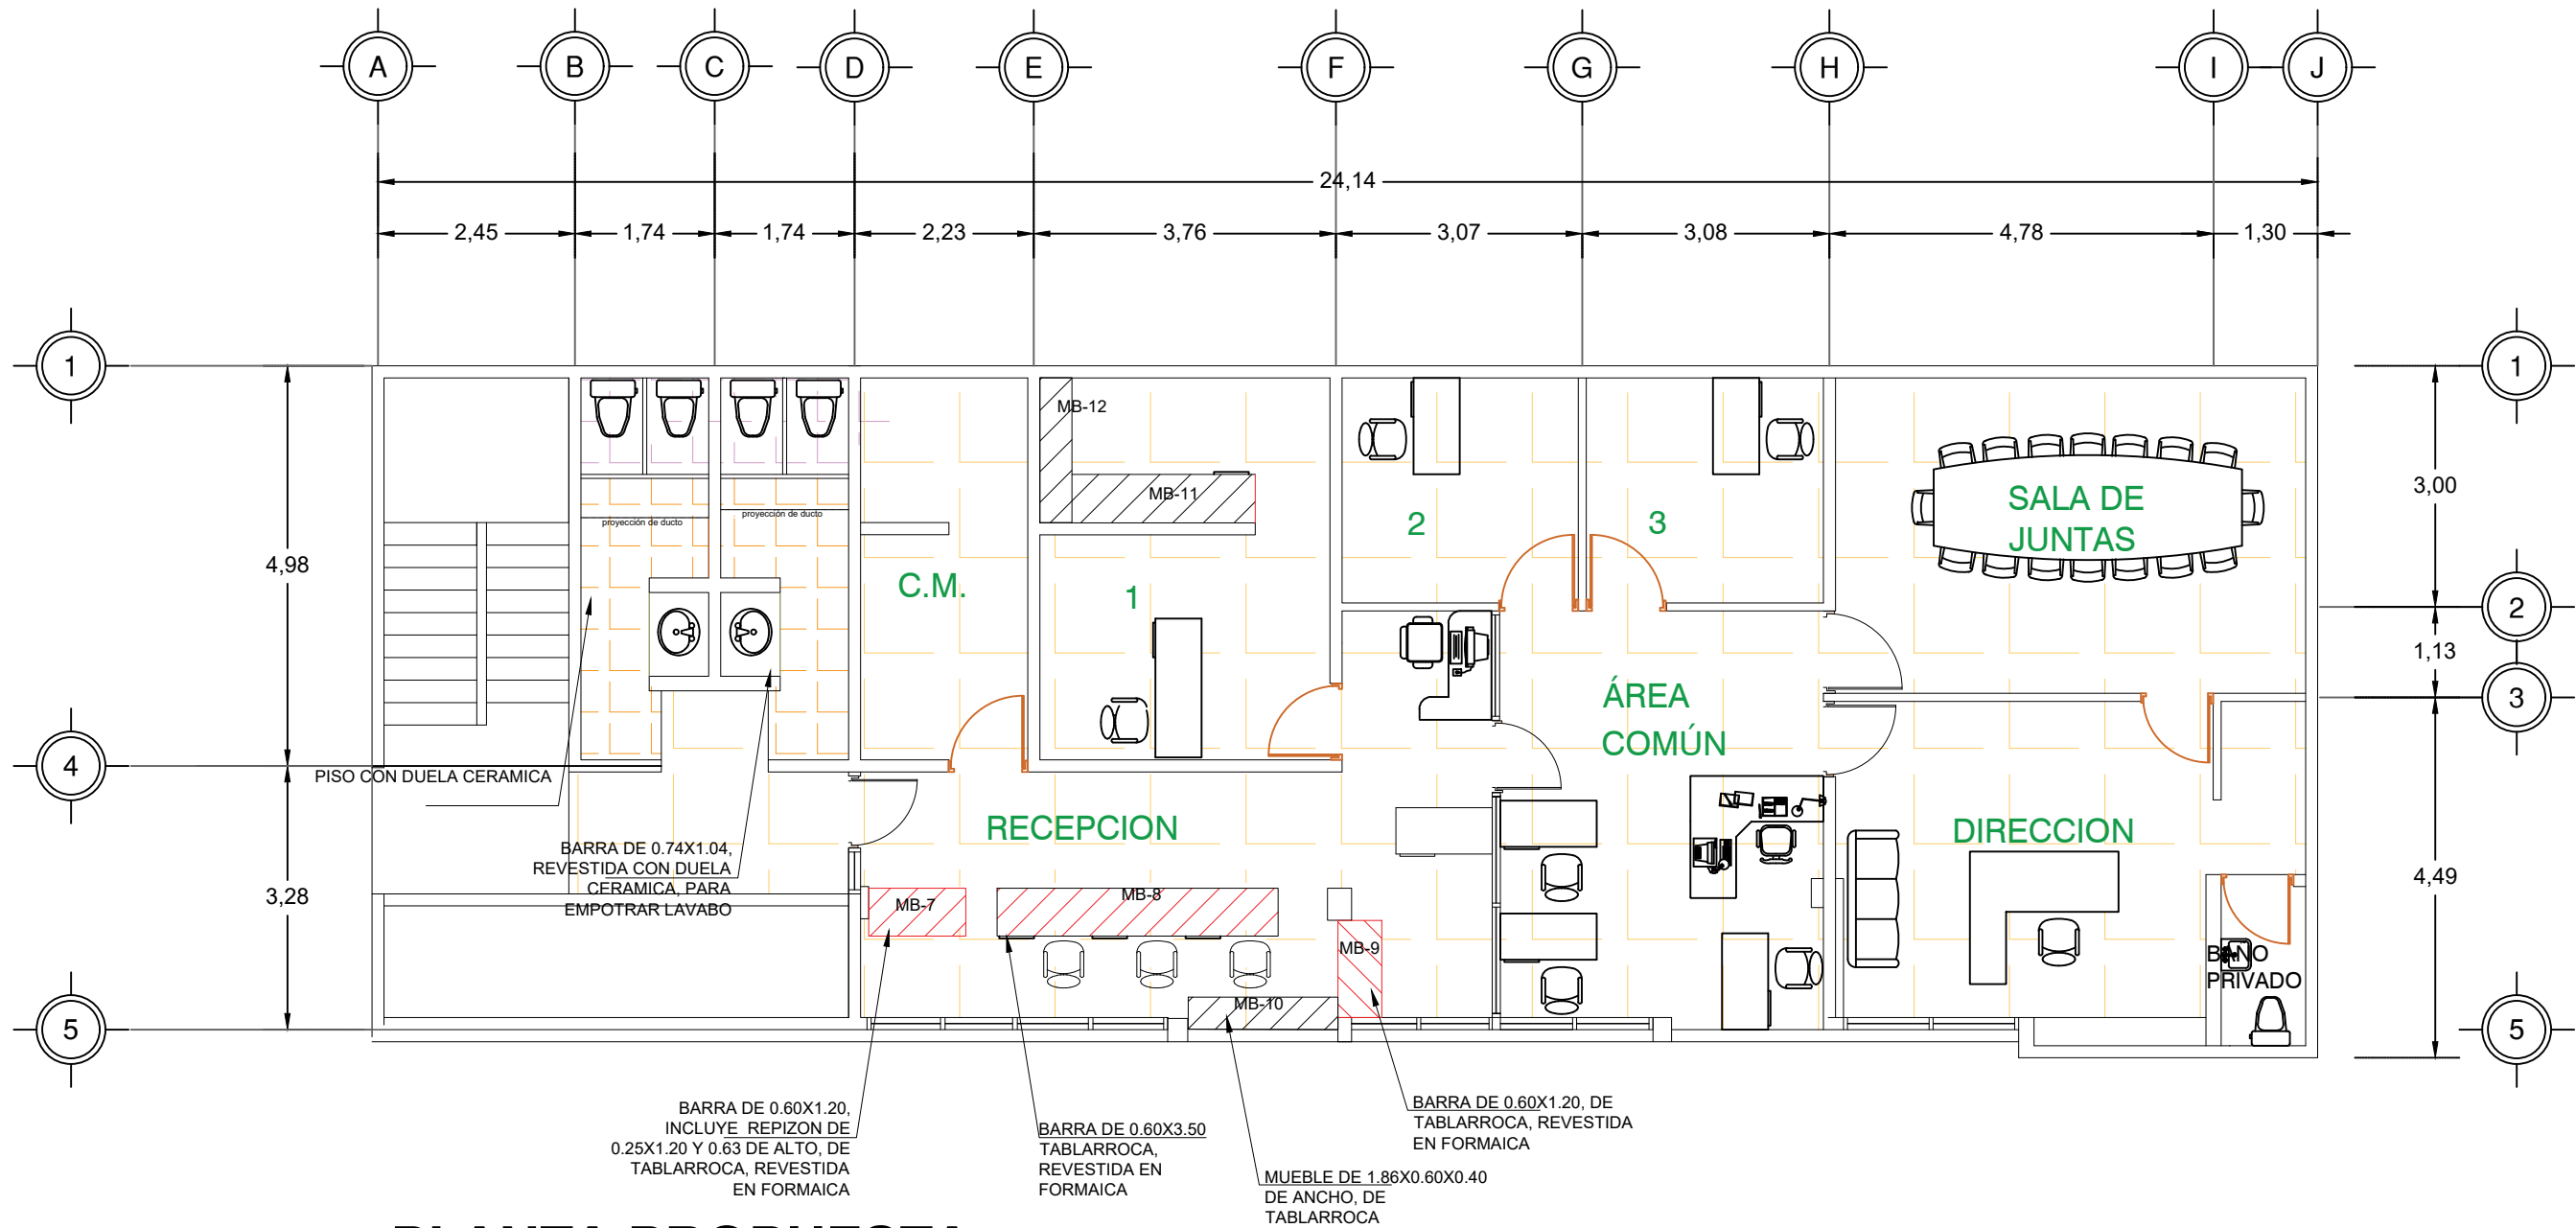 A B C D E F G H I J
24,14
2,45 1,74 1,74 2,23 3,76 3,07 3,08 4,78 1,30
1 1
MB-12
MB-11
proyección de ducto proyección de ducto
2 3
SALA DE
JUNTAS
3,00
4,98
C.M.
1
2
1,13
3
ÁREA
COMÚN
4
PISO CON DUELA CERAMICA
RECEPCION
DIRECCION
BARRA DE 0.74X1.04,
REVESTIDA CON DUELA
CERAMICA, PARA
EMPOTRAR LAVABO
3,28
4,49
MB-7
MB-8
MB-9
MB-10
BAÑO
PRIVADO
5 5
BARRA DE 0.60X1.20,
INCLUYE REPIZON DE
0.25X1.20 Y 0.63 DE ALTO, DE
TABLARROCA, REVESTIDA
EN FORMAICA
BARRA DE 0.60X3.50
TABLARROCA,
REVESTIDA EN
FORMAICA
MUEBLE DE 1.86X0.60X0.40
DE ANCHO, DE
TABLARROCA
BARRA DE 0.60X1.20, DE
TABLARROCA, REVESTIDA
EN FORMAICA
PLANTA PROPUESTA